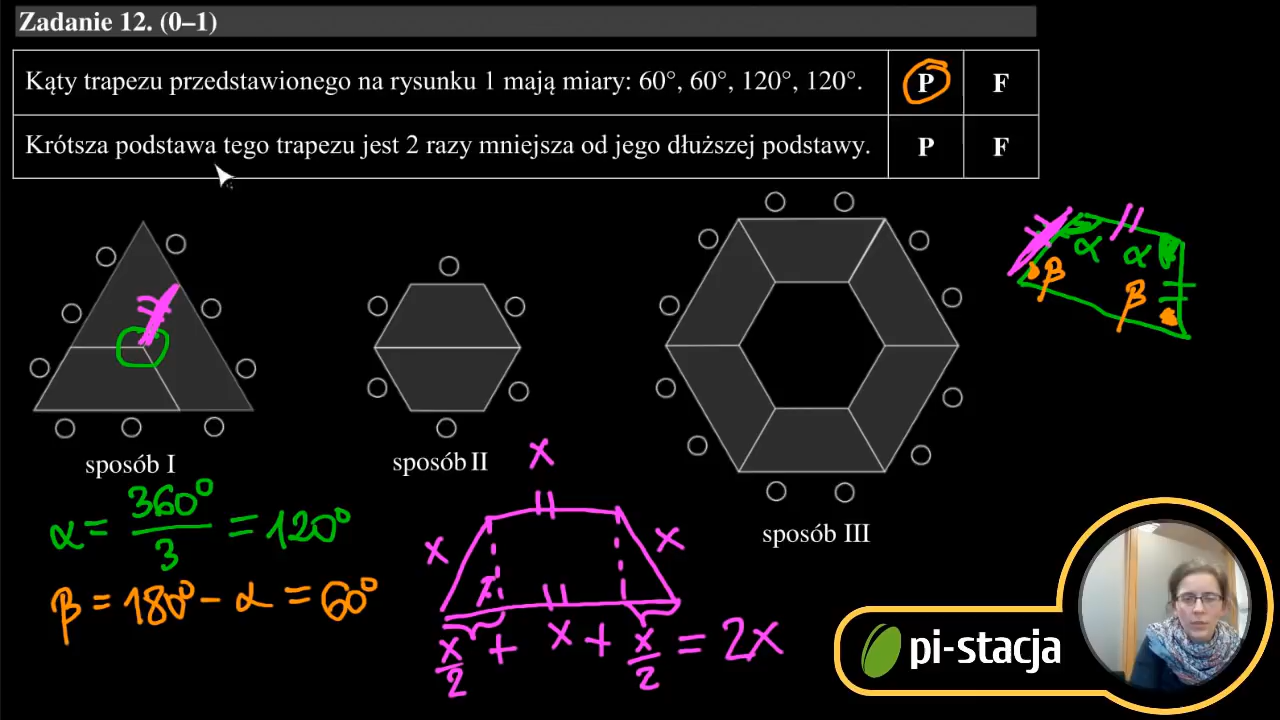 Zadanie 12. (0–1)
Kąty trapezu przedstawionego na rysunku 1 mają miary: 60°, 60°, 120°, 120°. P F
Krótsza podstawa tego trapezu jest 2 razy mniejsza od jego dłuższej podstawy. P F
α α
β β
sposób I
sposób II
sposób III
α = 360°/3 = 120°
β = 180° - α = 60°
x
x x
x/2 + x + x/2 = 2x
pi-stacja